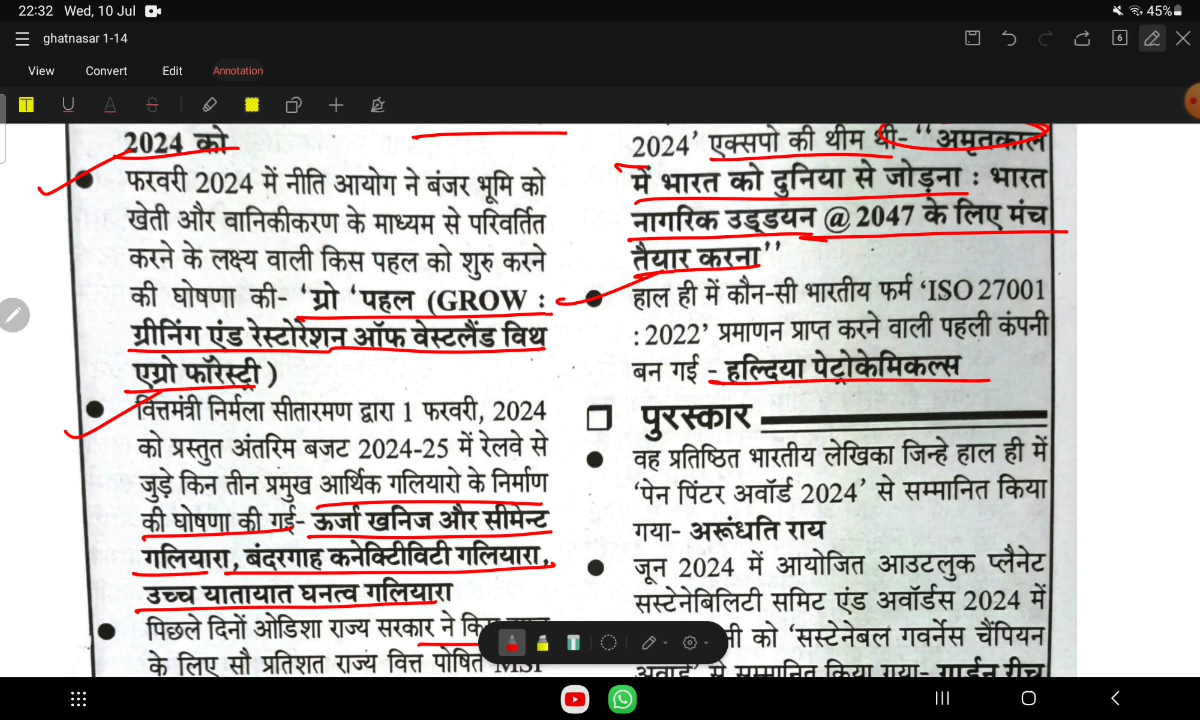 22:32 Wed, 10 Jul
45%
ghatnasar 1-14
6
View Convert Edit Annotation
T U A S
2024 को
फरवरी 2024 में नीति आयोग ने बंजर भूमि को
खेती और वानिकीकरण के माध्यम से परिवर्तित
करने के लक्ष्य वाली किस पहल को शुरु करने
की घोषणा की- 'ग्रो 'पहल (GROW :
ग्रीनिंग एंड रेस्टोरेशन ऑफ वेस्टलैंड विथ
एग्रो फॉरेस्ट्री )
वित्तमंत्री निर्मला सीतारमण द्वारा 1 फरवरी, 2024
को प्रस्तुत अंतरिम बजट 2024-25 में रेलवे से
जुड़े किन तीन प्रमुख आर्थिक गलियारो के निर्माण
की घोषणा की गई- ऊर्जा खनिज और सीमेन्ट
गलियारा, बंदरगाह कनेक्टीविटी गलियारा,
उच्च यातायात घनत्व गलियारा
पिछले दिनों ओडिशा राज्य सरकार ने
के लिए सौ प्रतिशत राज्य वित्त पोषित
2024' एक्सपो की थीम थी- "अमृतकाल
में भारत को दुनिया से जोड़ना : भारत
नागरिक उड्डयन @ 2047 के लिए मंच
तैयार करना"
हाल ही में कौन-सी भारतीय फर्म 'ISO 27001
: 2022' प्रमाणन प्राप्त करने वाली पहली कंपनी
बन गई - हल्दिया पेट्रोकेमिकल्स
पुरस्कार
वह प्रतिष्ठित भारतीय लेखिका जिन्हे हाल ही में
'पेन पिंटर अवॉर्ड 2024' से सम्मानित किया
गया- अरूंधति राय
जून 2024 में आयोजित आउटलुक प्लैनेट
सस्टेनेबिलिटी समिट एंड अवॉर्डस 2024 में
को 'सस्टेनेबल गवर्नेस चैंपियन
अवार्ड' से सम्मानित किया गया- गार्डन रीच